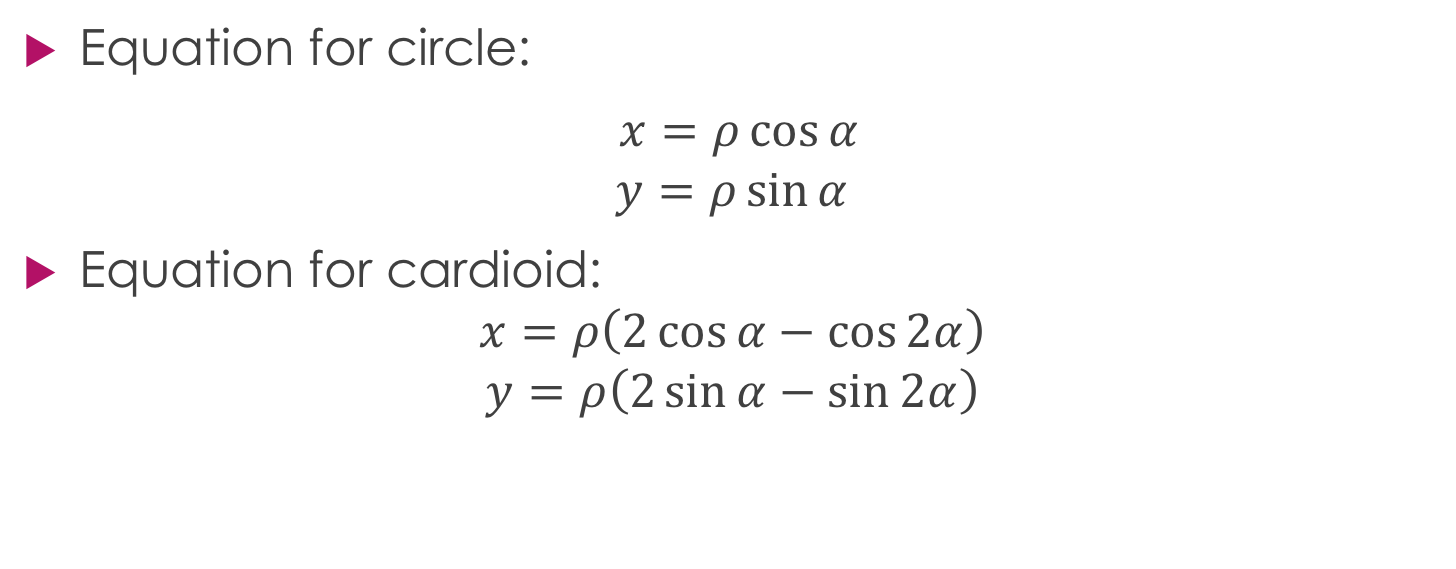 Equation for circle:
x = ρ cos α
y = ρ sin α
Equation for cardioid:
x = ρ(2 cos α − cos 2α)
y = ρ(2 sin α − sin 2α)